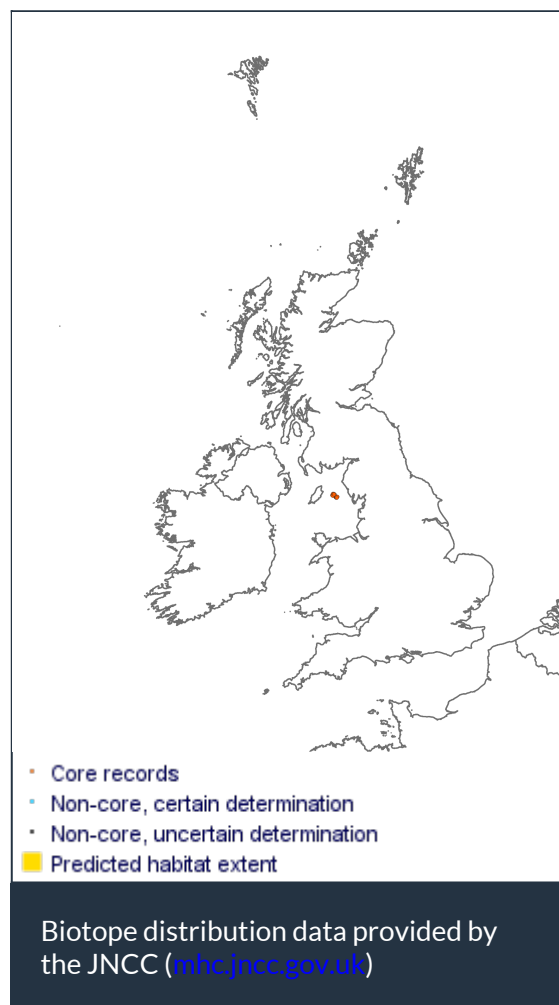 Core records
Non-core, certain determination
Non-core, uncertain determination
Predicted habitat extent
Biotope distribution data provided by
the JNCC (mhc.jncc.gov.uk)